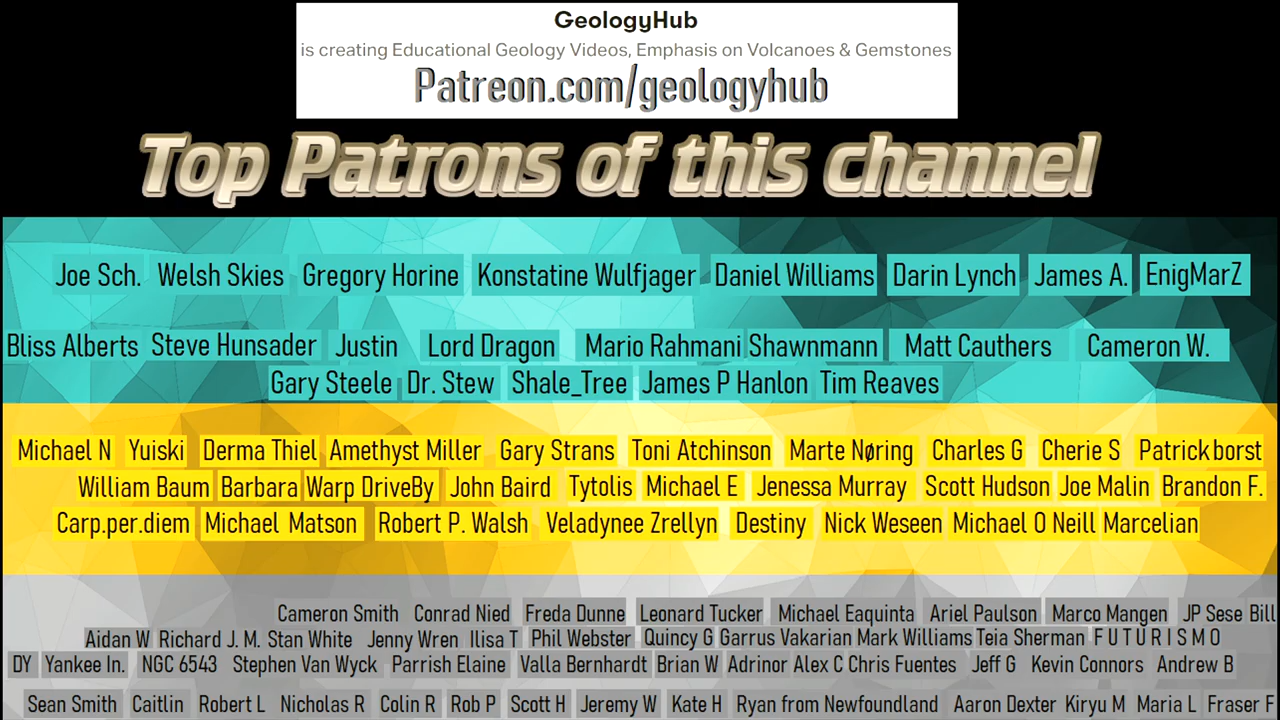 GeologyHub
is creating Educational Geology Videos, Emphasis on Volcanoes & Gemstones
Patreon.com/geologyhub
Top Patrons of this channel
Joe Sch. Welsh Skies Gregory Horine Konstatine Wulfjager Daniel Williams Darin Lynch James A. EnigMarZ
Bliss Alberts Steve Hunsader Justin Lord Dragon Mario Rahmani Shawnmann Matt Cauthers Cameron W.
Gary Steele Dr. Stew Shale_Tree James P Hanlon Tim Reaves
Michael N Yuiski Derma Thiel Amethyst Miller Gary Strans Toni Atchinson Marte Nøring Charles G Cherie S Patrick borst
William Baum Barbara Warp DriveBy John Baird Tytolis Michael E Jenessa Murray Scott Hudson Joe Malin Brandon F.
Carp.per.diem Michael Matson Robert P. Walsh Veladynee Zrellyn Destiny Nick Weseen Michael O Neill Marcelian
Cameron Smith Conrad Nied Freda Dunne Leonard Tucker Michael Eaquinta Ariel Paulson Marco Mangen JP Sese Bill
Aidan W Richard J. M. Stan White Jenny Wren Ilisa T Phil Webster Quincy G Garrus Vakarian Mark Williams Teia Sherman F U T U R I S M O
DY Yankee In. NGC 6543 Stephen Van Wyck Parrish Elaine Valla Bernhardt Brian W Adrinor Alex C Chris Fuentes Jeff G Kevin Connors Andrew B
Sean Smith Caitlin Robert L Nicholas R Colin R Rob P Scott H Jeremy W Kate H Ryan from Newfoundland Aaron Dexter Kiryu M Maria L Fraser F